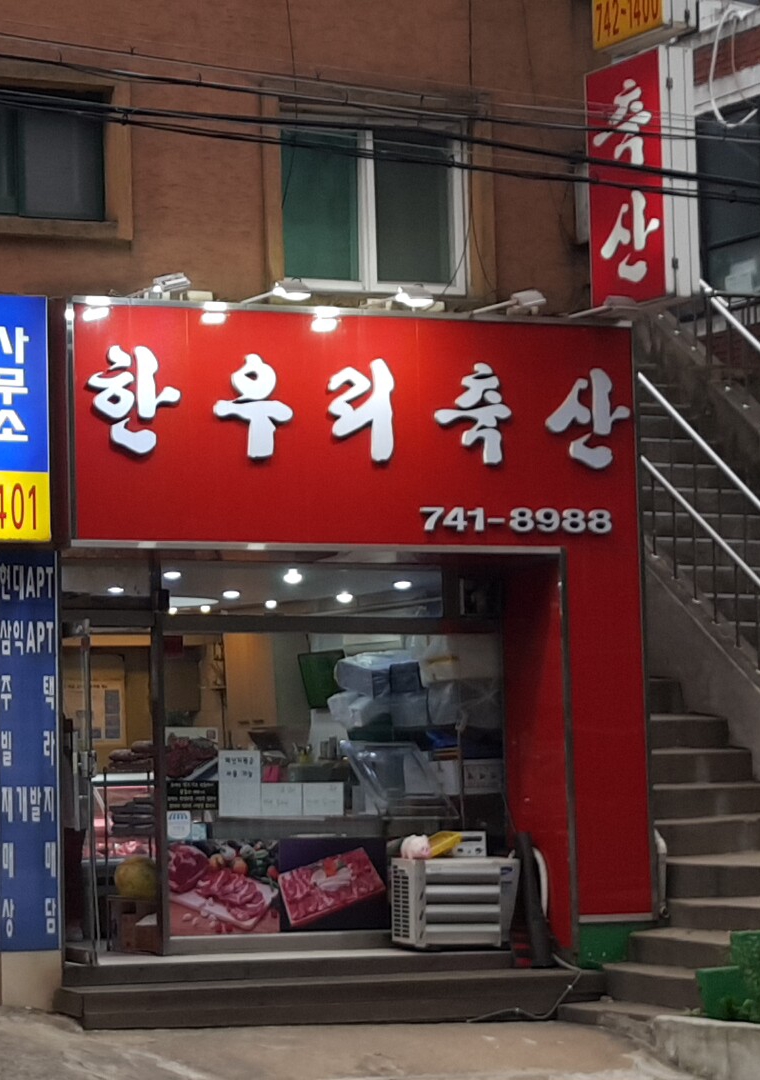 742-1400
축
산
사
무
소
한우리축산
741-8988
401
현대APT
삼익APT
주 택
빌 라
재개발지
매 매
상 담